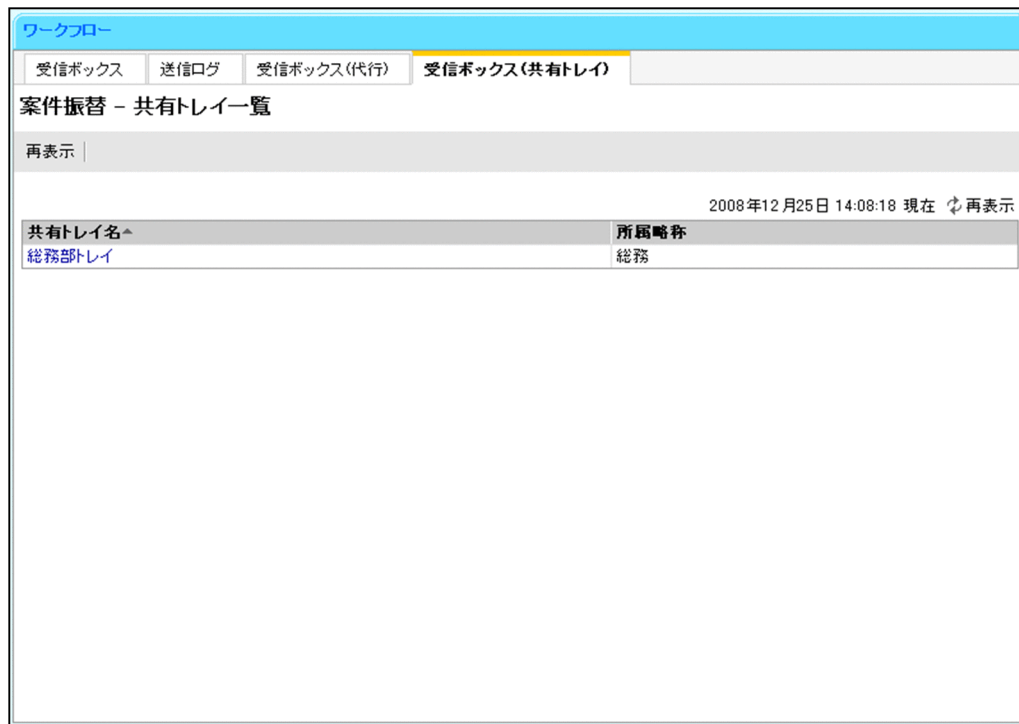 ワークフロー
受信ボックス 送信ログ 受信ボックス(代行) 受信ボックス(共有トレイ)
案件振替 – 共有トレイ一覧
再表示
2008年12月25日 14:08:18 現在 再表示
共有トレイ名 所属略称
総務部トレイ 総務